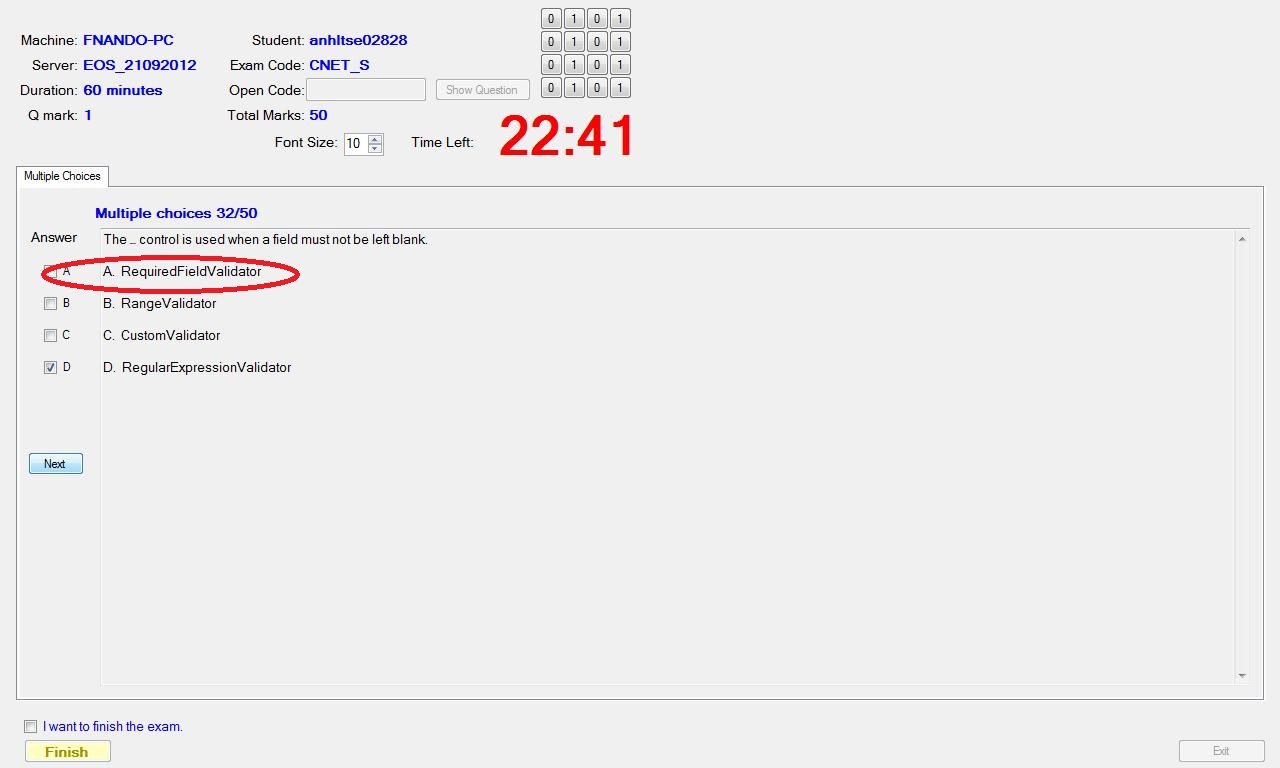 Machine: FNANDO-PC Student: anhltse02828
Server: EOS_21092012 Exam Code: CNET_S
Duration: 60 minutes Open Code: Show Question
Q mark: 1 Total Marks: 50
0 1 0 1
0 1 0 1
0 1 0 1
0 1 0 1
Font Size: 10 Time Left: 22:41
Multiple Choices
Multiple choices 32/50
Answer
The _ control is used when a field must not be left blank.
A A. RequiredFieldValidator
B B. RangeValidator
C C. CustomValidator
D D. RegularExpressionValidator
Next
I want to finish the exam.
Finish
Exit